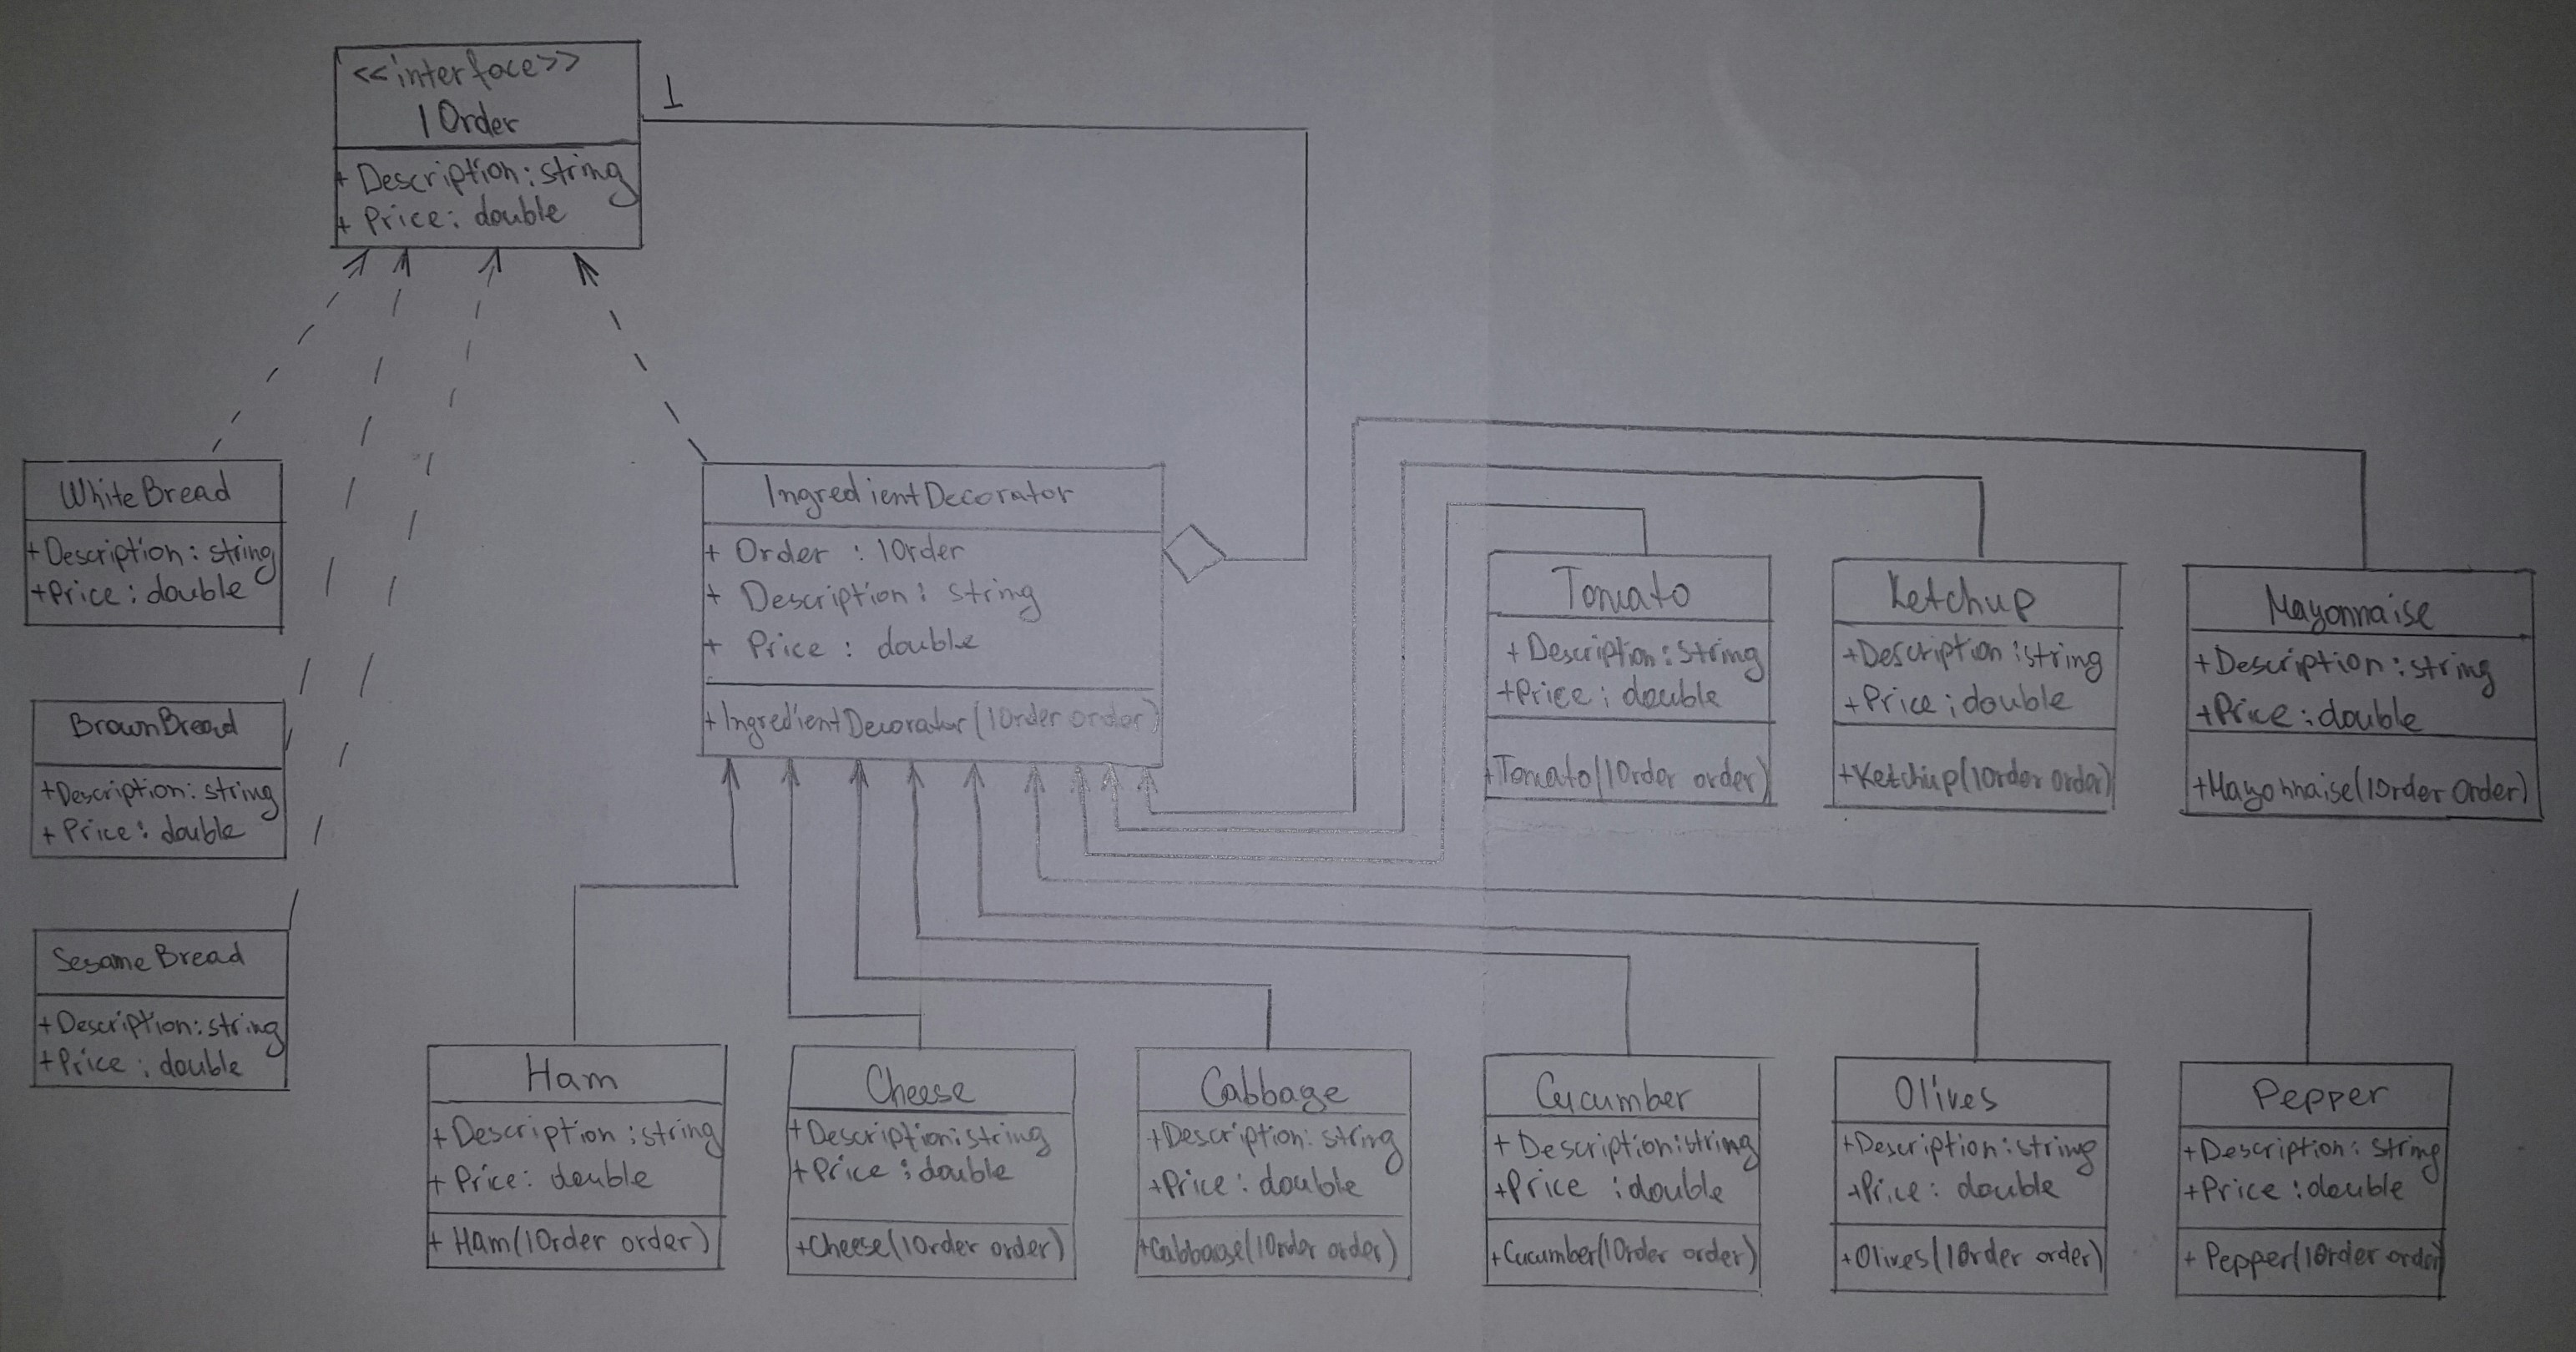 <<interface>>
IOrder
+ Description: string
+ Price: double
1
WhiteBread
+Description: string
+Price: double
BrownBread
+Description: string
+ Price: double
SesameBread
+Description: string
+Price: double
IngredientDecorator
+ Order : IOrder
+ Description: string
+ Price : double
+IngredientDecorator(IOrder order)
Tomato
+Description: string
+Price: double
+Tomato(IOrder order)
Ketchup
+Description: string
+Price: double
+Ketchup(IOrder order)
Mayonnaise
+Description: string
+Price: double
+Mayonnaise(IOrder Order)
Ham
+Description: string
+ Price: double
+ Ham(IOrder order)
Cheese
+Description: string
+Price: double
+Cheese(IOrder order)
Cabbage
+Description: string
+Price: double
+Cabbage(IOrder order)
Cucumber
+ Description: string
+Price: double
+Cucumber(IOrder order)
Olives
+Description: string
+Price: double
+Olives(IOrder order)
Pepper
+Description: string
+Price: double
+ Pepper(IOrder order)